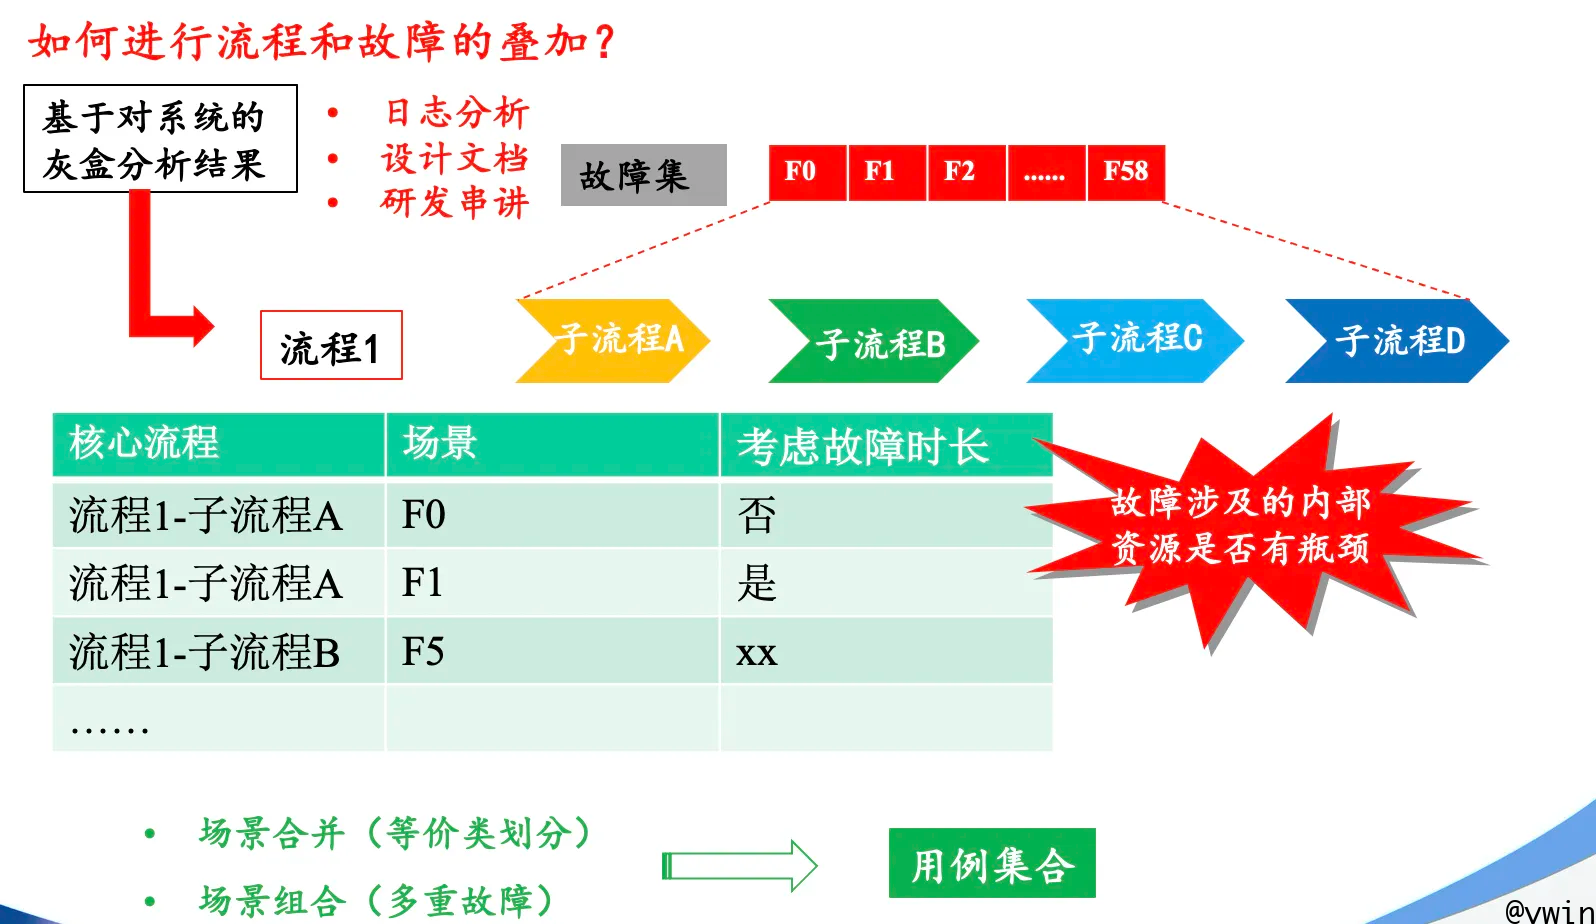 如何进行流程和故障的叠加？
基于对系统的
灰盒分析结果
• 日志分析
• 设计文档
• 研发串讲
故障集
F0 F1 F2 ...... F58
流程1
子流程A 子流程B 子流程C 子流程D
核心流程 场景 考虑故障时长
流程1-子流程A F0 否
流程1-子流程A F1 是
流程1-子流程B F5 xx
……
故障涉及的内部
资源是否有瓶颈
• 场景合并（等价类划分）
• 场景组合（多重故障）
用例集合
@vwin